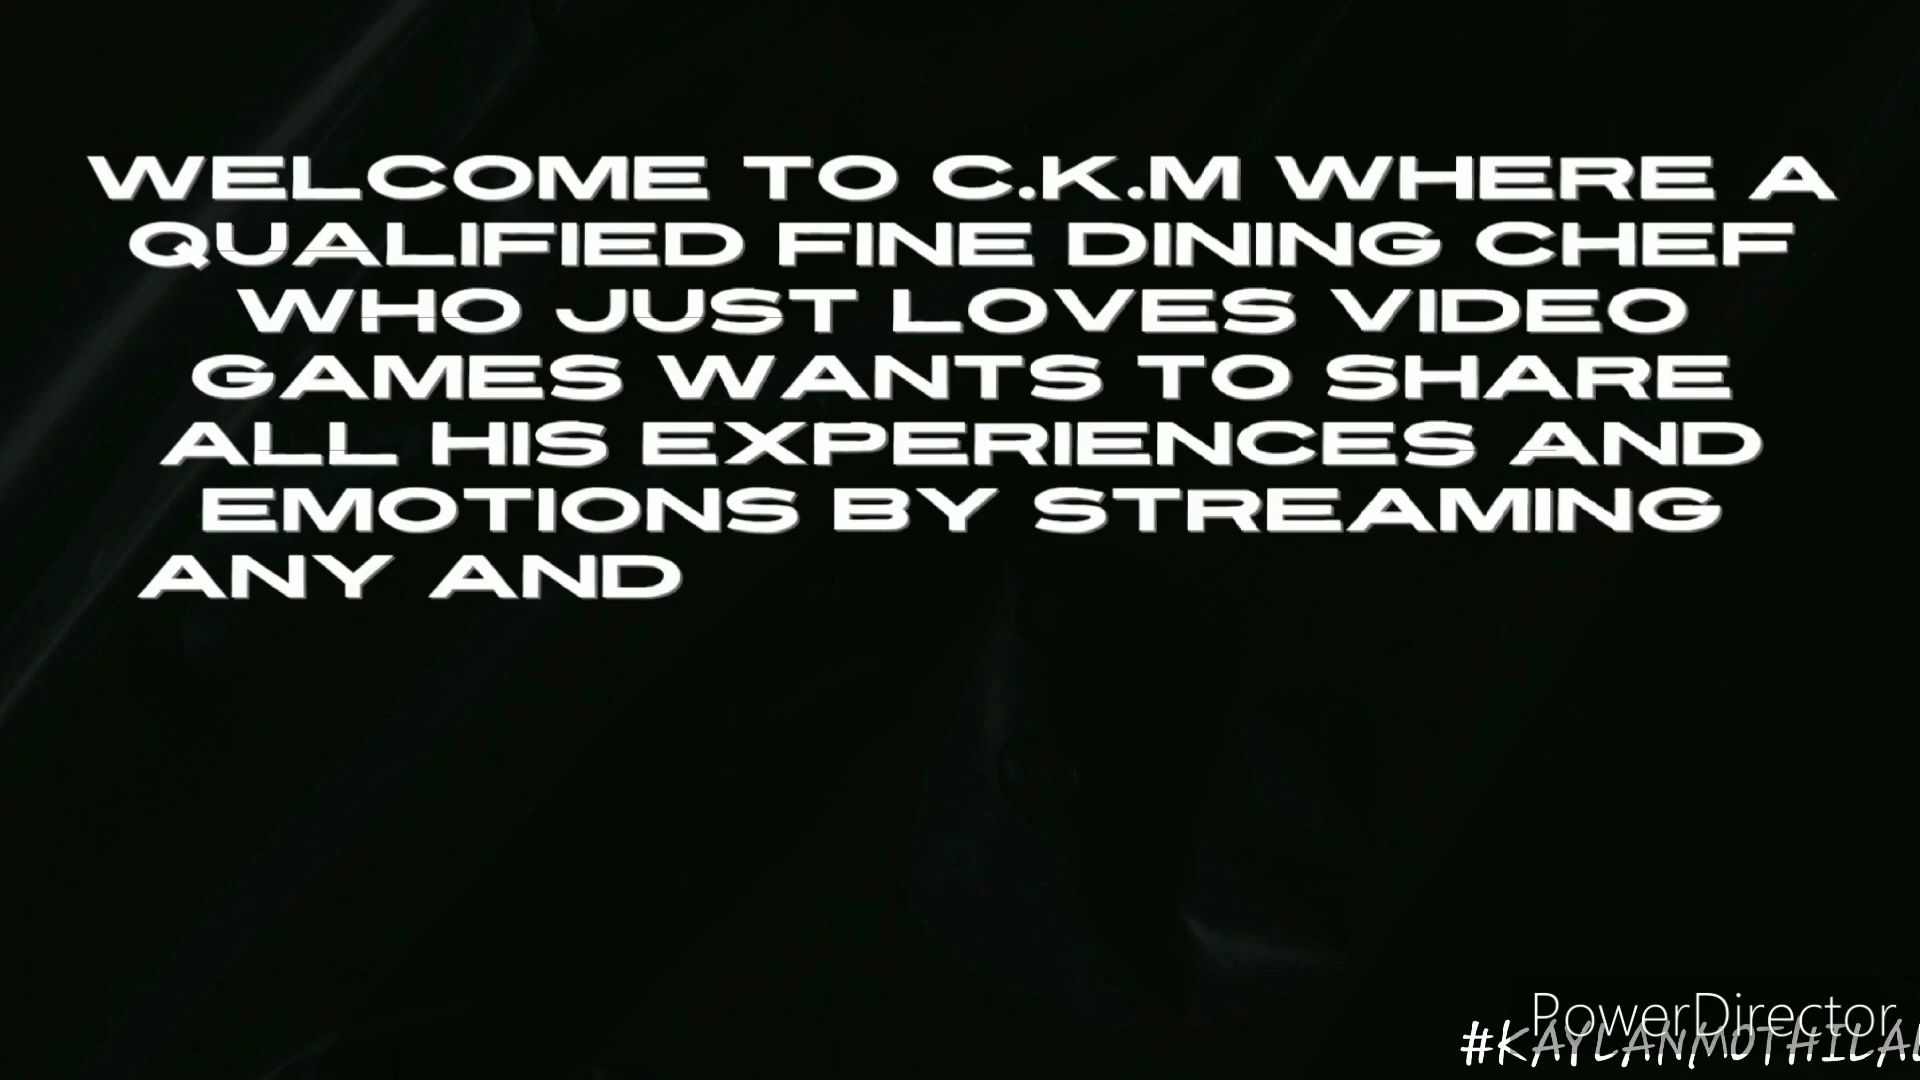 WELCOME TO C.K.M WHERE A
QUALIFIED FINE DINING CHEF
WHO JUST LOVES VIDEO
GAMES WANTS TO SHARE
ALL HIS EXPERIENCES AND
EMOTIONS BY STREAMING
ANY AND
PowerDirector
#KAYLANMOTHILAL